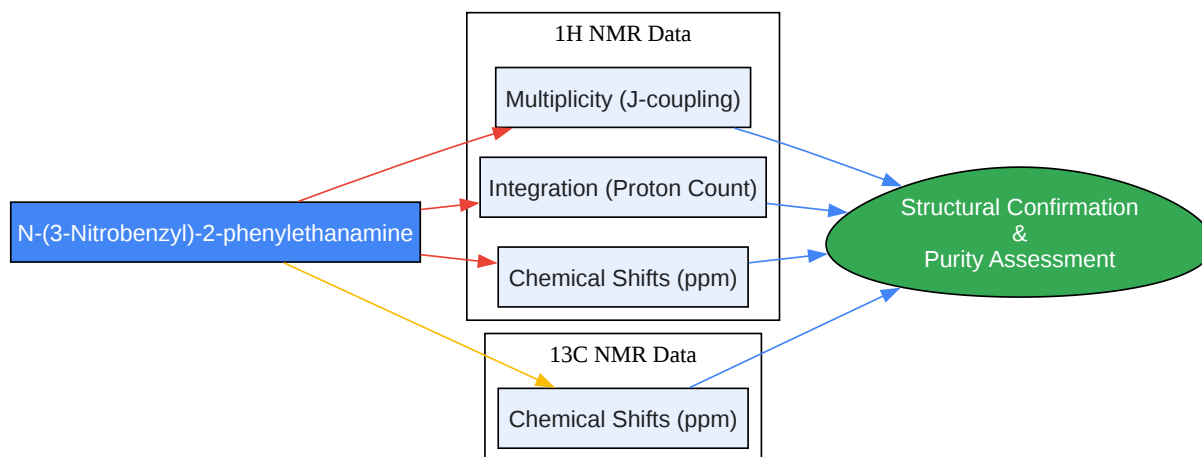 1H NMR Data
Multiplicity (J-coupling)
Integration (Proton Count)
N-(3-Nitrobenzyl)-2-phenylethanamine
Chemical Shifts (ppm)
Structural Confirmation
&
Purity Assessment
13C NMR Data
Chemical Shifts (ppm)